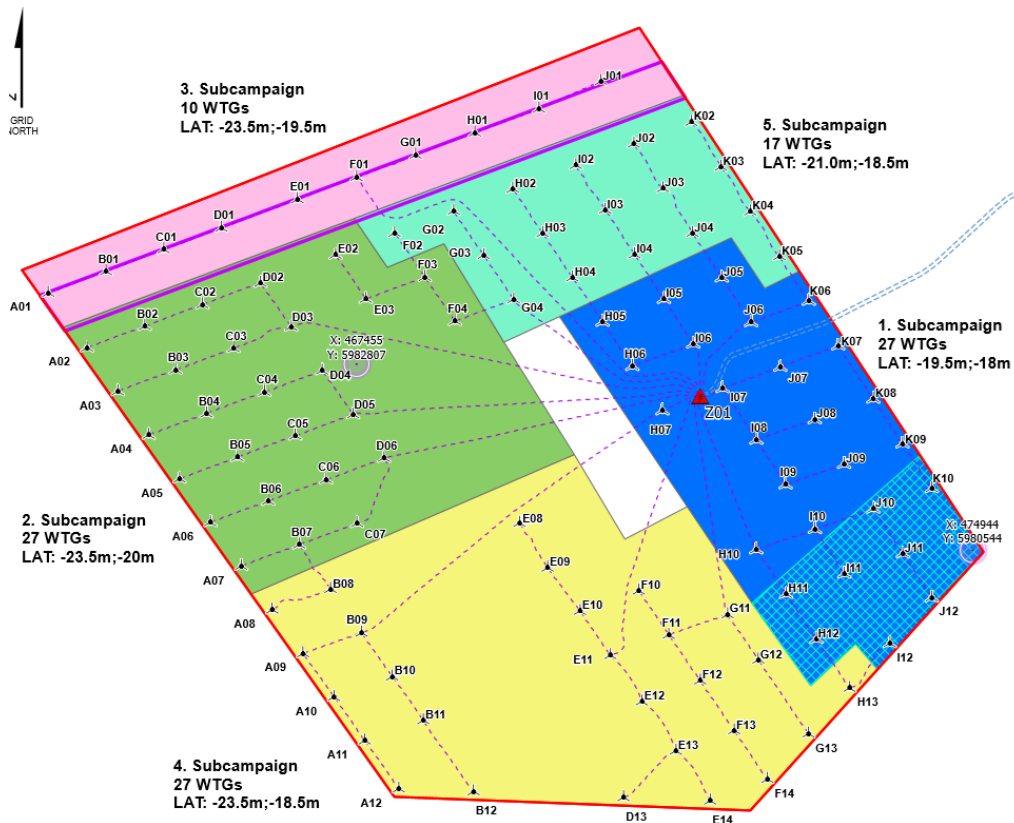 Z
GRID
NORTH
3. Subcampaign
10 WTGs
LAT: -23.5m;-19.5m
5. Subcampaign
17 WTGs
LAT: -21.0m;-18.5m
1. Subcampaign
27 WTGs
LAT: -19.5m;-18m
2. Subcampaign
27 WTGs
LAT: -23.5m;-20m
4. Subcampaign
27 WTGs
LAT: -23.5m;-18.5m
X: 467455
Y: 5982807
X: 474944
Y: 5980544
Z01
J01
I01
H01
G01
F01
E01
D01
C01
B01
A01
K02
J02
I02
H02
G02
F02
E02
D02
C02
B02
A02
K03
J03
I03
H03
G03
F03
E03
D03
C03
B03
A03
K04
J04
I04
H04
G04
F04
D04
C04
B04
A04
K05
J05
I05
H05
D05
C05
B05
A05
K06
J06
I06
H06
D06
C06
B06
A06
K07
J07
I07
H07
C07
B07
A07
K08
J08
I08
E08
B08
A08
K09
J09
I09
E09
B09
A09
K10
J10
I10
H10
F10
E10
B10
A10
J11
I11
H11
G11
F11
E11
B11
A11
J12
I12
H12
G12
F12
E12
B12
A12
H13
G13
F13
E13
D13
F14
E14